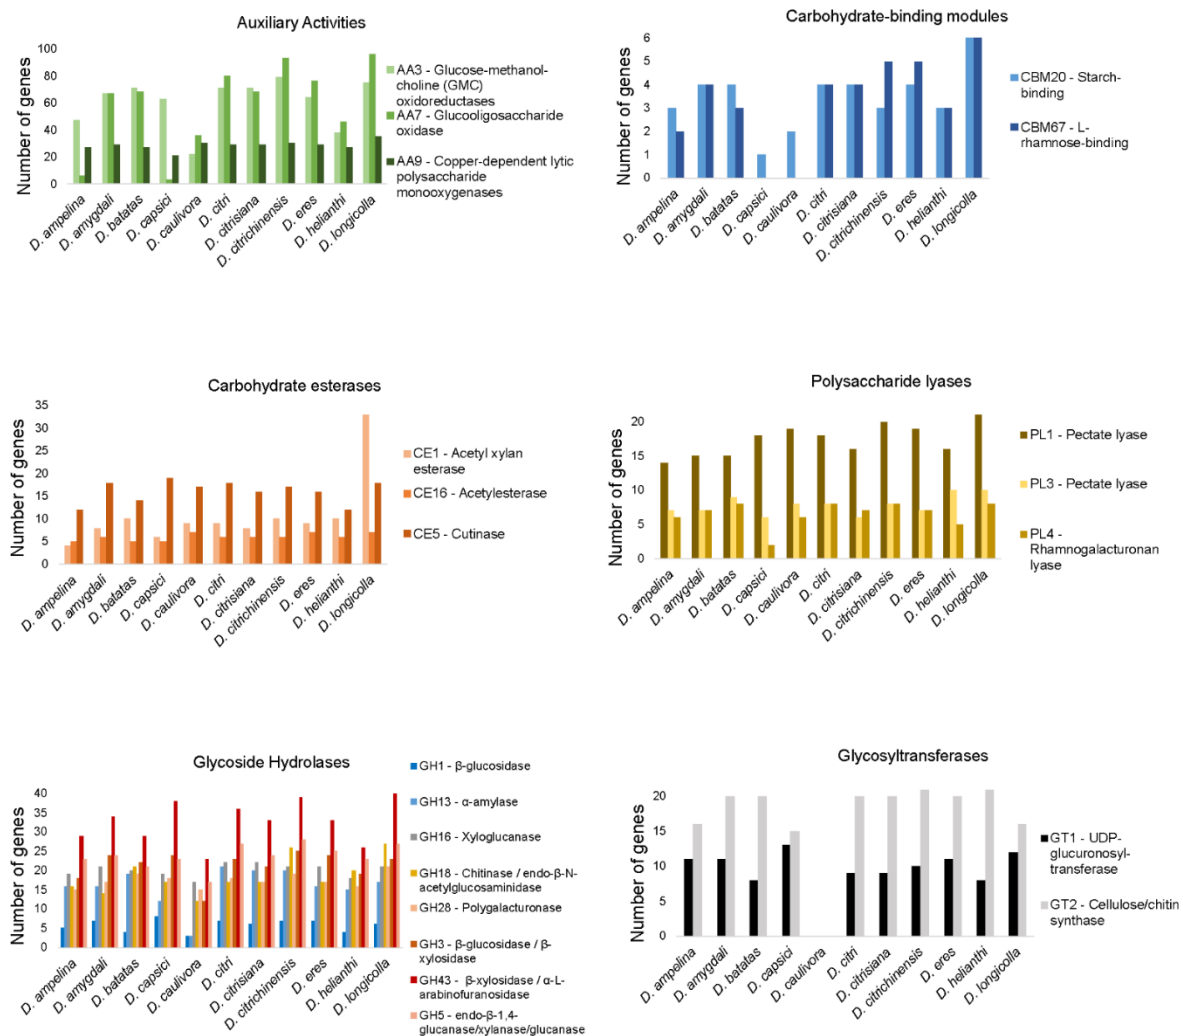 Auxiliary Activities
Number of genes
100
80
60
40
20
0
D. ampelina
D. amygdali
D. batatas
D. capsici
D. caulivora
D. citri
D. citrisiana
D. citrichinensis
D. eres
D. helianthi
D. longicolla
AA3 - Glucose-methanol-
choline (GMC)
oxidoreductases
AA7 - Glucooligosaccharide
oxidase
AA9 - Copper-dependent lytic
polysaccharide
monooxygenases
Carbohydrate-binding modules
Number of genes
6
5
4
3
2
1
0
D. ampelina
D. amygdali
D. batatas
D. capsici
D. caulivora
D. citri
D. citrisiana
D. citrichinensis
D. eres
D. helianthi
D. longicolla
CBM20 - Starch-
binding
CBM67 - L-
rhamnose-binding
Carbohydrate esterases
Number of genes
35
30
25
20
15
10
5
0
D. ampelina
D. amygdali
D. batatas
D. capsici
D. caulivora
D. citri
D. citrisiana
D. citrichinensis
D. eres
D. helianthi
D. longicolla
CE1 - Acetyl xylan
esterase
CE16 - Acetylesterase
CE5 - Cutinase
Polysaccharide lyases
Number of genes
20
15
10
5
0
D. ampelina
D. amygdali
D. batatas
D. capsici
D. caulivora
D. citri
D. citrisiana
D. citrichinensis
D. eres
D. helianthi
D. longicolla
PL1 - Pectate lyase
PL3 - Pectate lyase
PL4 -
Rhamnogalacturonan
lyase
Glycoside Hydrolases
Number of genes
40
35
30
25
20
15
10
5
0
D. ampelina
D. amygdali
D. batatas
D. capsici
D. caulivora
D. citri
D. citrisiana
D. citrichinensis
D. eres
D. helianthi
D. longicolla
GH1 - β-glucosidase
GH13 - α-amylase
GH16 - Xyloglucanase
GH18 - Chitinase / endo-β-N-
acetylglucosaminidase
GH28 - Polygalacturonase
GH3 - β-glucosidase / β-
xylosidase
GH43 - β-xylosidase / α-L-
arabinofuranosidase
GH5 - endo-β-1,4-
glucanase/xylanase/glucanase
Glycosyltransferases
Number of genes
20
15
10
5
0
D. ampelina
D. amygdali
D. batatas
D. capsici
D. caulivora
D. citri
D. citrisiana
D. citrichinensis
D. eres
D. helianthi
D. longicolla
GT1 - UDP-
glucuronosyl-
transferase
GT2 - Cellulose/chitin
synthase